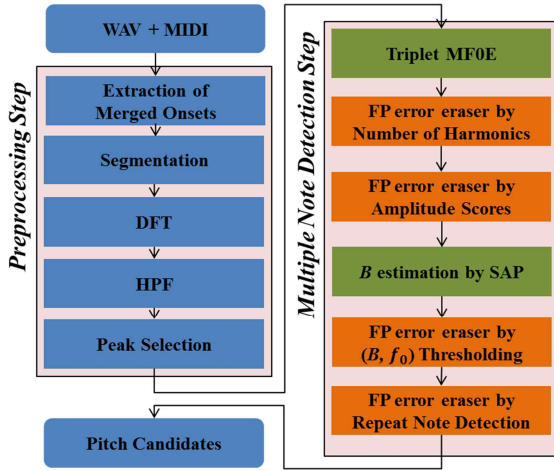 WAV + MIDI
Preprocessing Step
Extraction of
Merged Onsets
Segmentation
DFT
HPF
Peak Selection
Multiple Note Detection Step
Triplet MF0E
FP error eraser by
Number of Harmonics
FP error eraser by
Amplitude Scores
B estimation by SAP
FP error eraser by
(B, f₀) Thresholding
FP error eraser by
Repeat Note Detection
Pitch Candidates